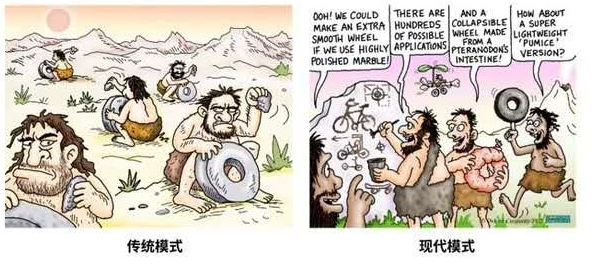 OOH! WE COULD
MAKE AN EXTRA
SMOOTH WHEEL
IF WE USE HIGHLY
POLISHED MARBLE!
THERE ARE
HUNDREDS
OF POSSIBLE
APPLICATIONS
AND A
COLLAPSIBLE
WHEEL MADE
FROM A
PTERANODON'S
INTESTINE!
HOW ABOUT
A SUPER
LIGHTWEIGHT
'PUMICE'
VERSION?
传统模式
现代模式